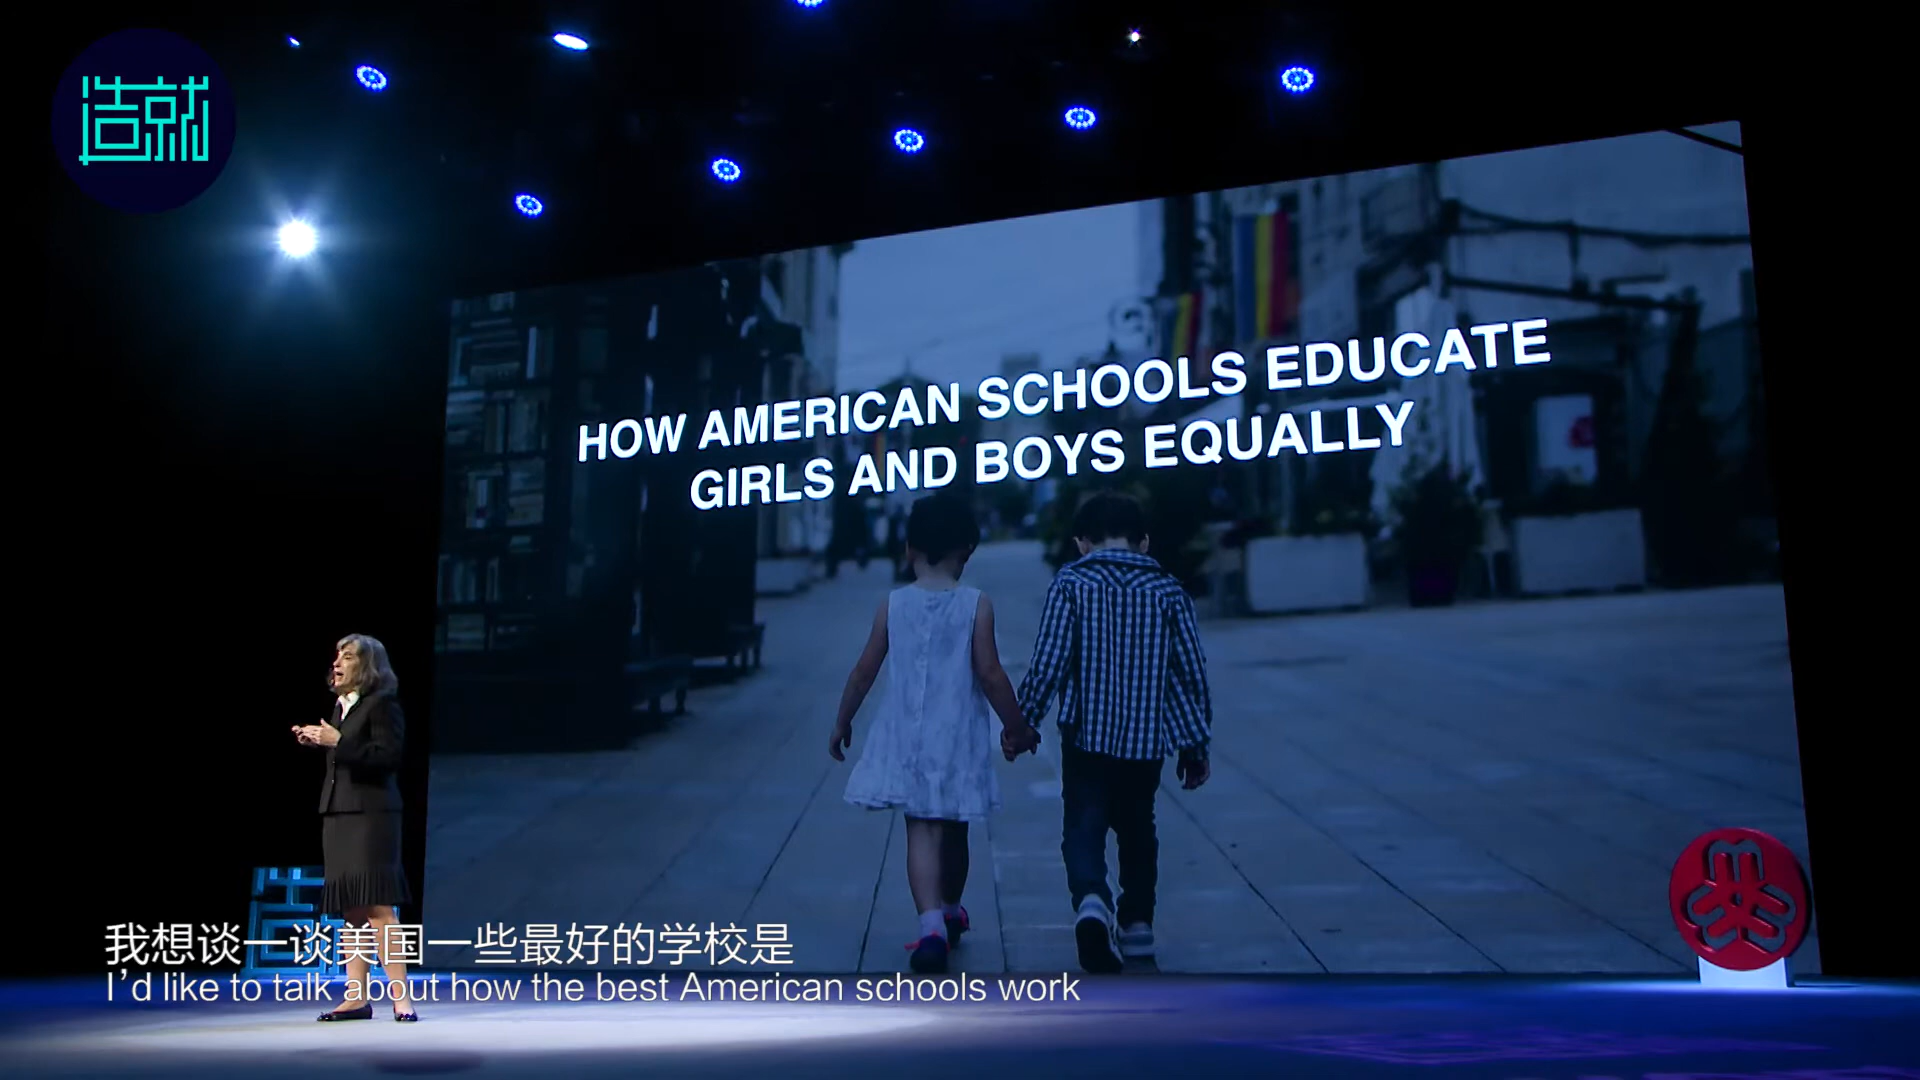 造就
HOW AMERICAN SCHOOLS EDUCATE
GIRLS AND BOYS EQUALLY
我想谈一谈美国一些最好的学校是
I'd like to talk about how the best American schools work